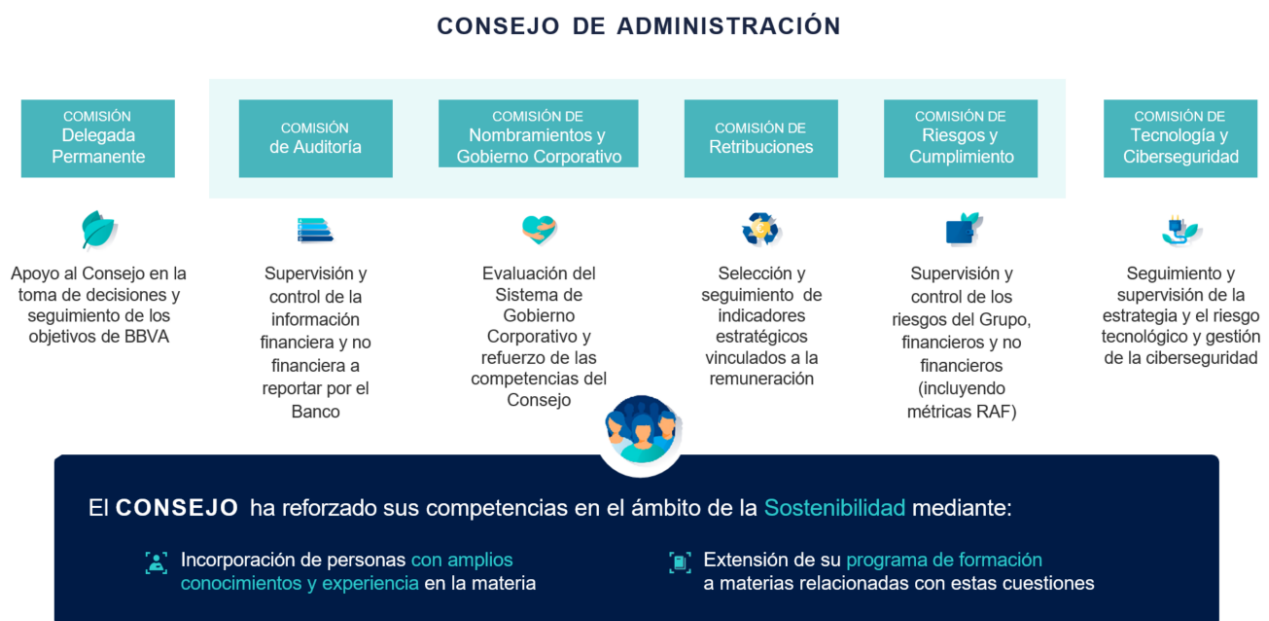 CONSEJO DE ADMINISTRACIÓN
COMISIÓN
Delegada
Permanente
COMISIÓN
de Auditoría
COMISIÓN DE
Nombramientos y
Gobierno Corporativo
COMISIÓN DE
Retribuciones
COMISIÓN DE
Riesgos y
Cumplimiento
COMISIÓN DE
Tecnología y
Ciberseguridad
Apoyo al Consejo en la
toma de decisiones y
seguimiento de los
objetivos de BBVA
Supervisión y
control de la
información
financiera y no
financiera a
reportar por el
Banco
Evaluación del
Sistema de
Gobierno
Corporativo y
refuerzo de las
competencias del
Consejo
Selección y
seguimiento de
indicadores
estratégicos
vinculados a la
remuneración
Supervisión y
control de los
riesgos del Grupo,
financieros y no
financieros
(incluyendo
métricas RAF)
Seguimiento y
supervisión de la
estrategia y el riesgo
tecnológico y gestión
de la ciberseguridad
El CONSEJO ha reforzado sus competencias en el ámbito de la Sostenibilidad mediante:
Incorporación de personas con amplios
conocimientos y experiencia en la materia
Extensión de su programa de formación
a materias relacionadas con estas cuestiones